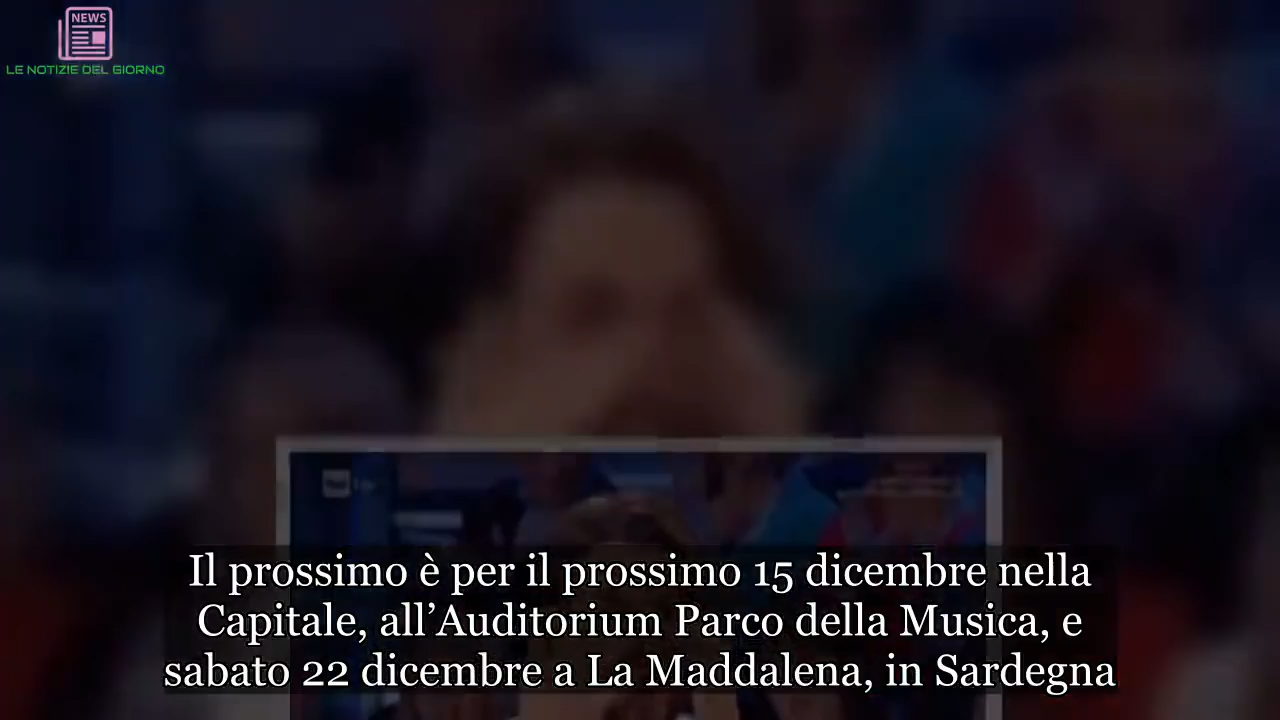 NEWS
LE NOTIZIE DEL GIORNO
Il prossimo è per il prossimo 15 dicembre nella
Capitale, all’Auditorium Parco della Musica, e
sabato 22 dicembre a La Maddalena, in Sardegna